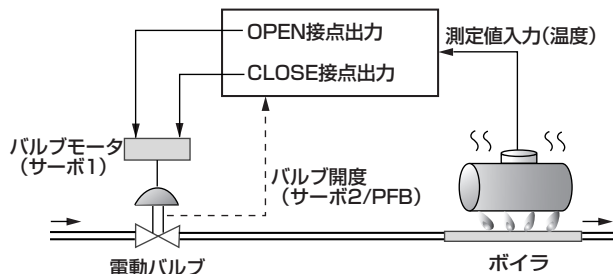 OPEN接点出力
CLOSE接点出力
測定値入力(温度)
バルブモータ
(サーボ1)
バルブ開度
(サーボ2/PFB)
電動バルブ
ボイラ